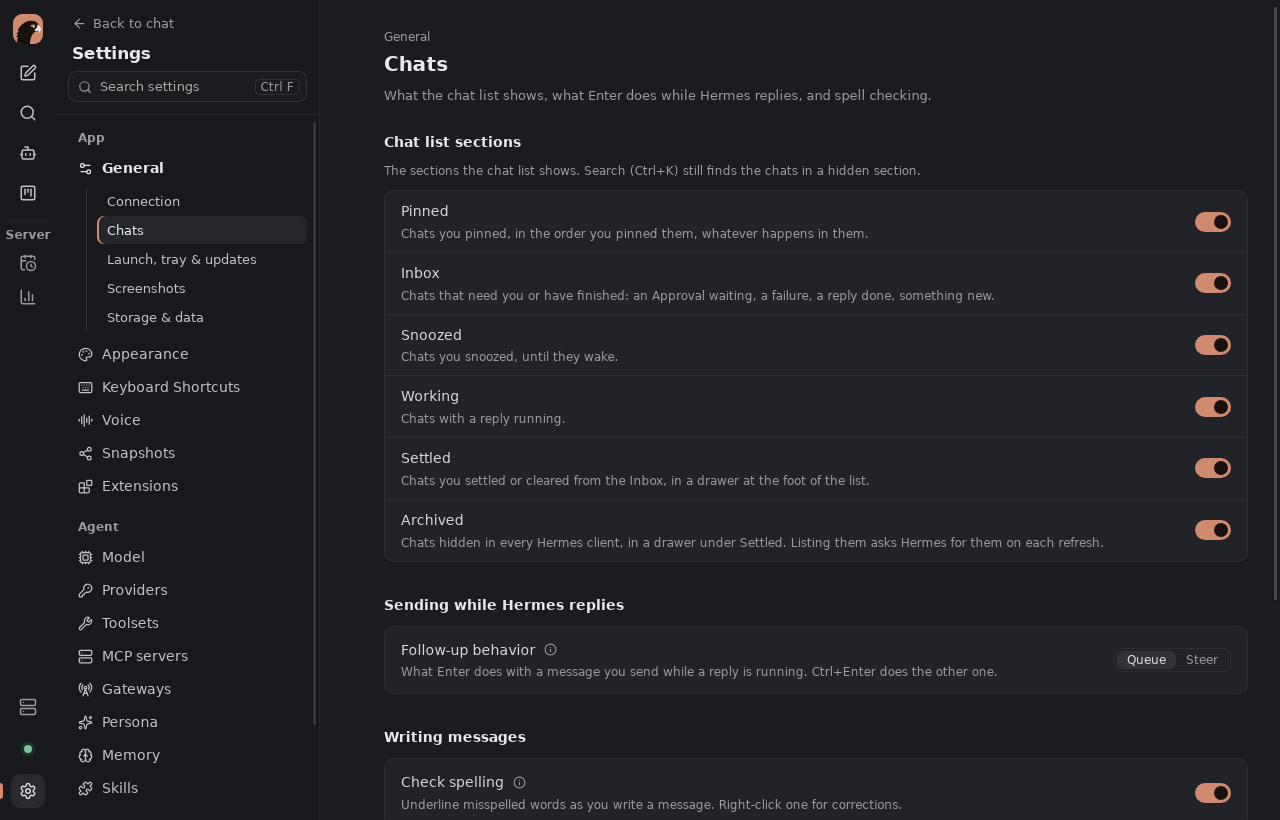 Back to chat
Settings
Search settings
Ctrl F
Server
App
General
Connection
Chats
Launch, tray & updates
Screenshots
Storage & data
Appearance
Keyboard Shortcuts
Voice
Snapshots
Extensions
Agent
Model
Providers
Toolsets
MCP servers
Gateways
Persona
Memory
Skills
General
Chats
What the chat list shows, what Enter does while Hermes replies, and spell checking.
Chat list sections
The sections the chat list shows. Search (Ctrl+K) still finds the chats in a hidden section.
Pinned
Chats you pinned, in the order you pinned them, whatever happens in them.
Inbox
Chats that need you or have finished: an Approval waiting, a failure, a reply done, something new.
Snoozed
Chats you snoozed, until they wake.
Working
Chats with a reply running.
Settled
Chats you settled or cleared from the Inbox, in a drawer at the foot of the list.
Archived
Chats hidden in every Hermes client, in a drawer under Settled. Listing them asks Hermes for them on each refresh.
Sending while Hermes replies
Follow-up behavior
What Enter does with a message you send while a reply is running. Ctrl+Enter does the other one.
Queue Steer
Writing messages
Check spelling
Underline misspelled words as you write a message. Right-click one for corrections.